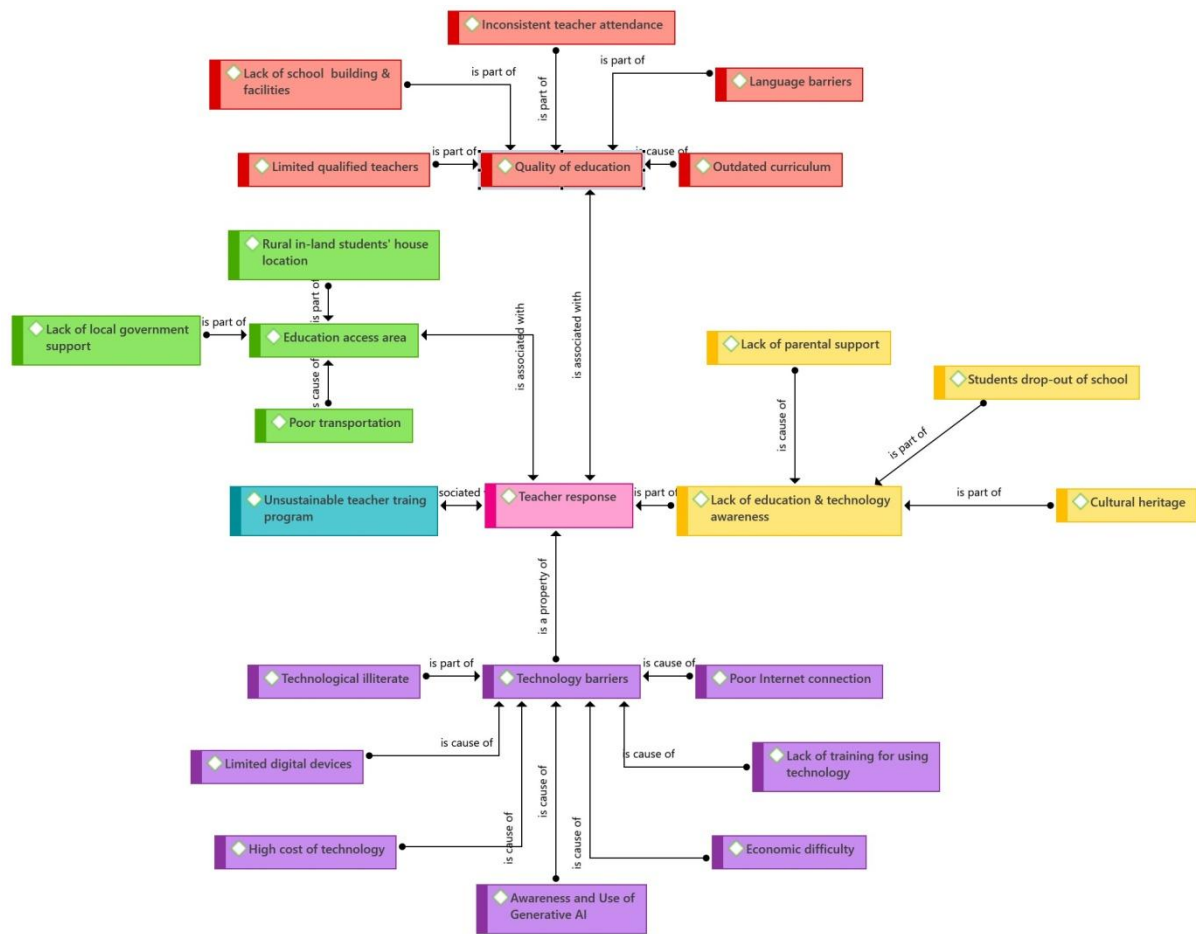 Inconsistent teacher attendance
is part of
is part of
Lack of school building &
facilities
is part of
Language barriers
is part of
is cause of
Limited qualified teachers
Quality of education
Outdated curriculum
Rural in-land students' house
location
is part of
is part of
Lack of local government
support
Education access area
is associated with
is associated with
Lack of parental support
is cause of
Poor transportation
is cause of
Students drop-out of school
is part of
Unsustainable teacher traing
program
sociated
Teacher response
is part of
Lack of education & technology
awareness
is part of
Cultural heritage
is a property of
Technological illiterate
is part of
Technology barriers
is cause of
Poor Internet connection
Limited digital devices
is cause of
is cause of
is cause of
Lack of training for using
technology
High cost of technology
is cause of
is cause of
Economic difficulty
Awareness and Use of
Generative AI